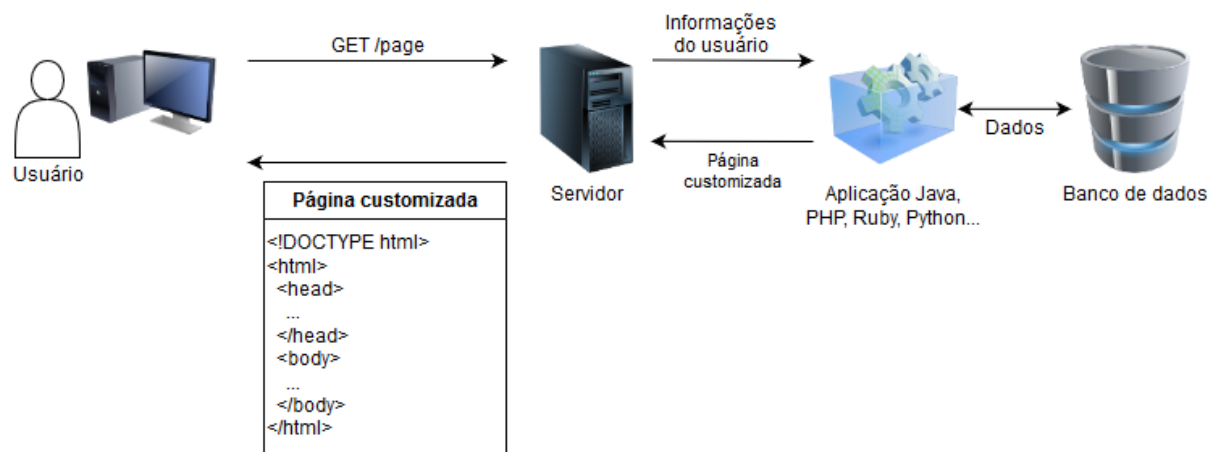 Informações
do usuário
GET /page
Dados
Página
customizada
Usuário
Servidor
Aplicação Java,
PHP, Ruby, Python...
Banco de dados
Página customizada
<!DOCTYPE html>
<html>
<head>
...
</head>
<body>
...
</body>
</html>